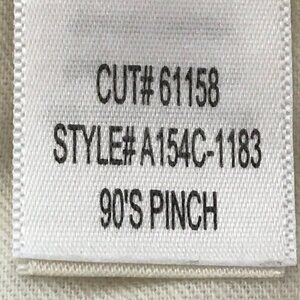 CUT# 61158
STYLE# A154C-1183
90'S PINCH